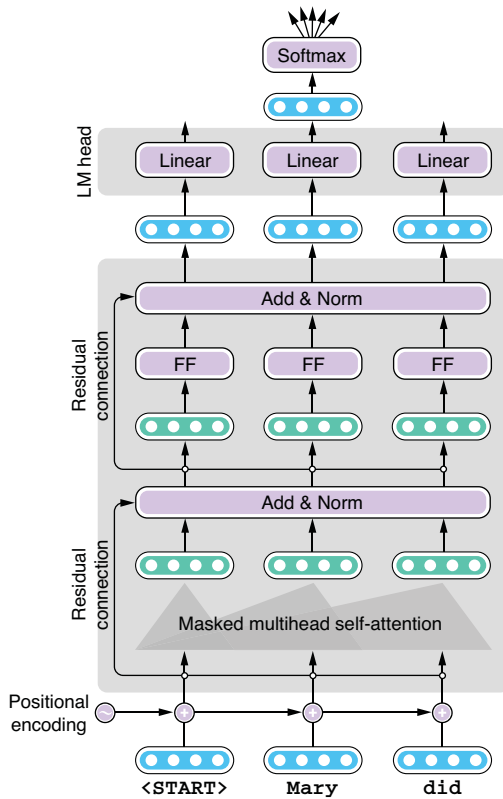 Softmax
LM head
Linear Linear Linear
Add & Norm
Residual
connection
FF FF FF
Add & Norm
Residual
connection
Masked multihead self-attention
Positional
encoding
~ + + +
<START> Mary did